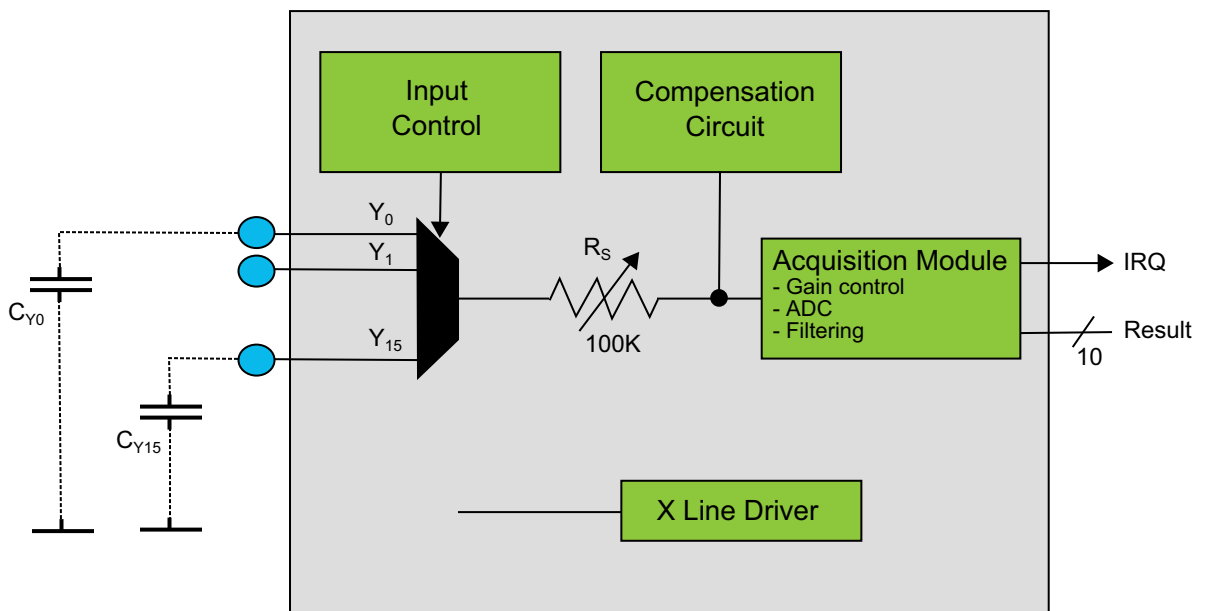 Input
Control
Compensation
Circuit
Y0
Y1
RS
Acquisition Module
- Gain control
- ADC
- Filtering
IRQ
CY0
Y15
100K
Result
10
CY15
X Line Driver